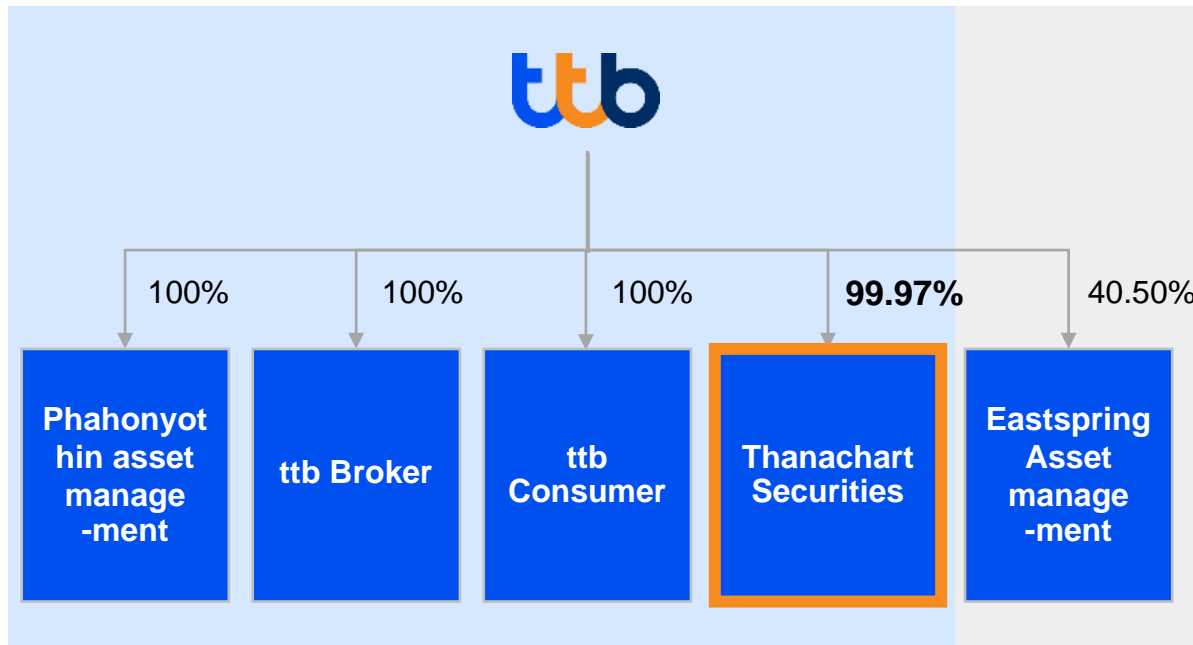 ttb
100%
100%
100%
99.97%
40.50%
Phahonyot
hin asset
manage
-ment
ttb Broker
ttb
Consumer
Thanachart
Securities
Eastspring
Asset
manage
-ment